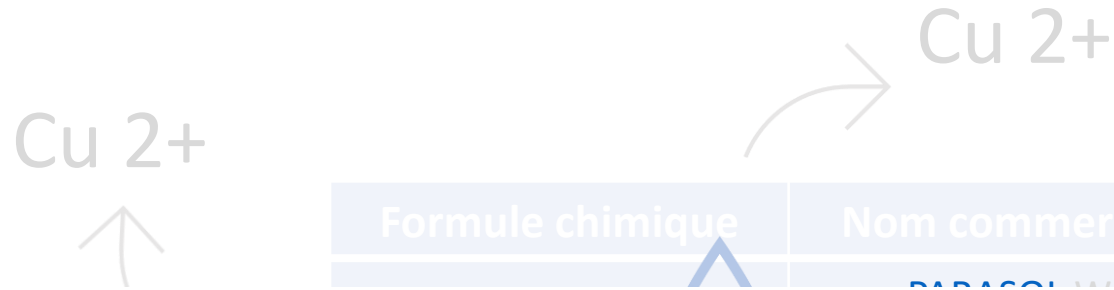 Cu 2+
Cu 2+
Formule chimique Nom commer
PARASOL W